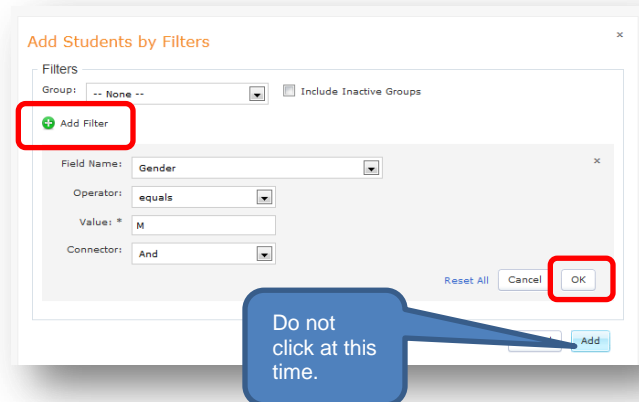 Add Students by Filters
×
Filters
Group: -- None -- Include Inactive Groups
Add Filter
Field Name: Gender
×
Operator: equals
Value: * M
Connector: And
Reset All Cancel OK
Add
Do not
click at this
time.